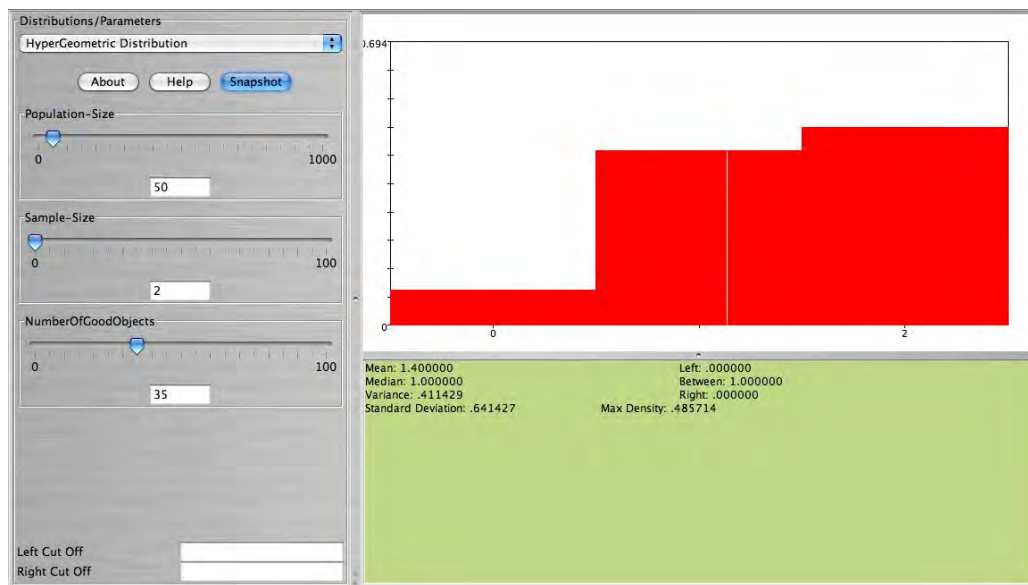 Distributions/Parameters
HyperGeometric Distribution
About Help Snapshot
Population-Size
0 1000
50
Sample-Size
0 100
2
NumberOfGoodObjects
0 100
35
Left Cut Off
Right Cut Off
0.694
0
0 2
Mean: 1.400000 Left: .000000
Median: 1.000000 Between: 1.000000
Variance: .411429 Right: .000000
Standard Deviation: .641427 Max Density: .485714